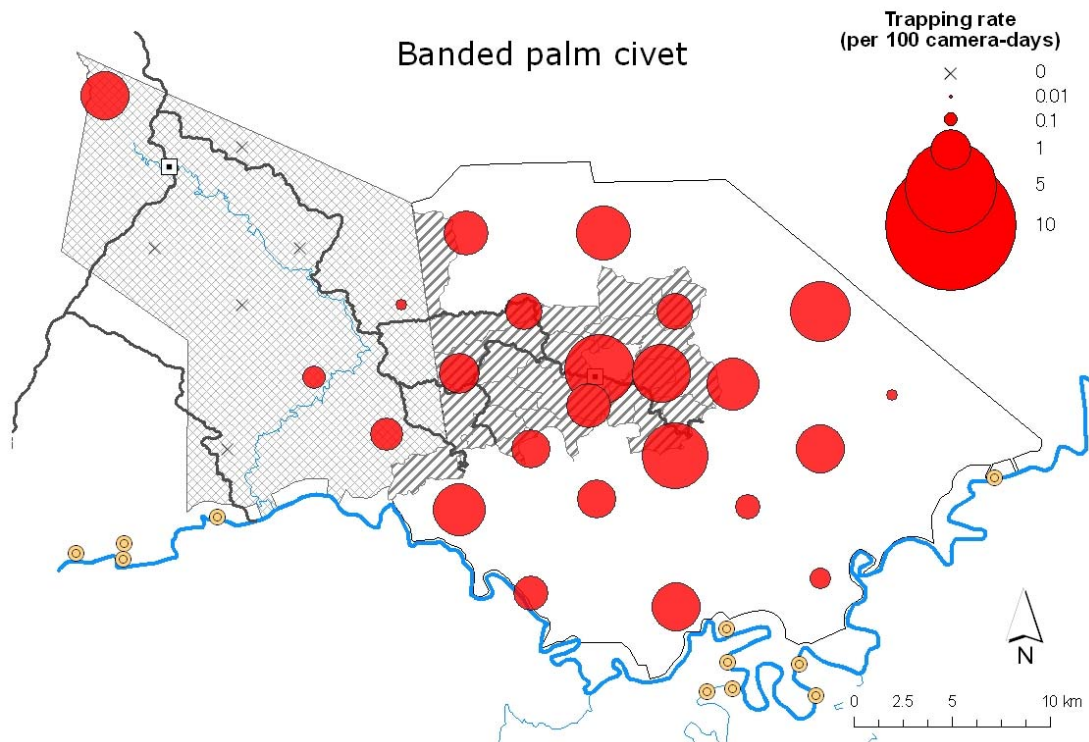 Banded palm civet
Trapping rate
(per 100 camera-days)
0
0.01
0.1
1
5
10
N
0 2.5 5 10 km